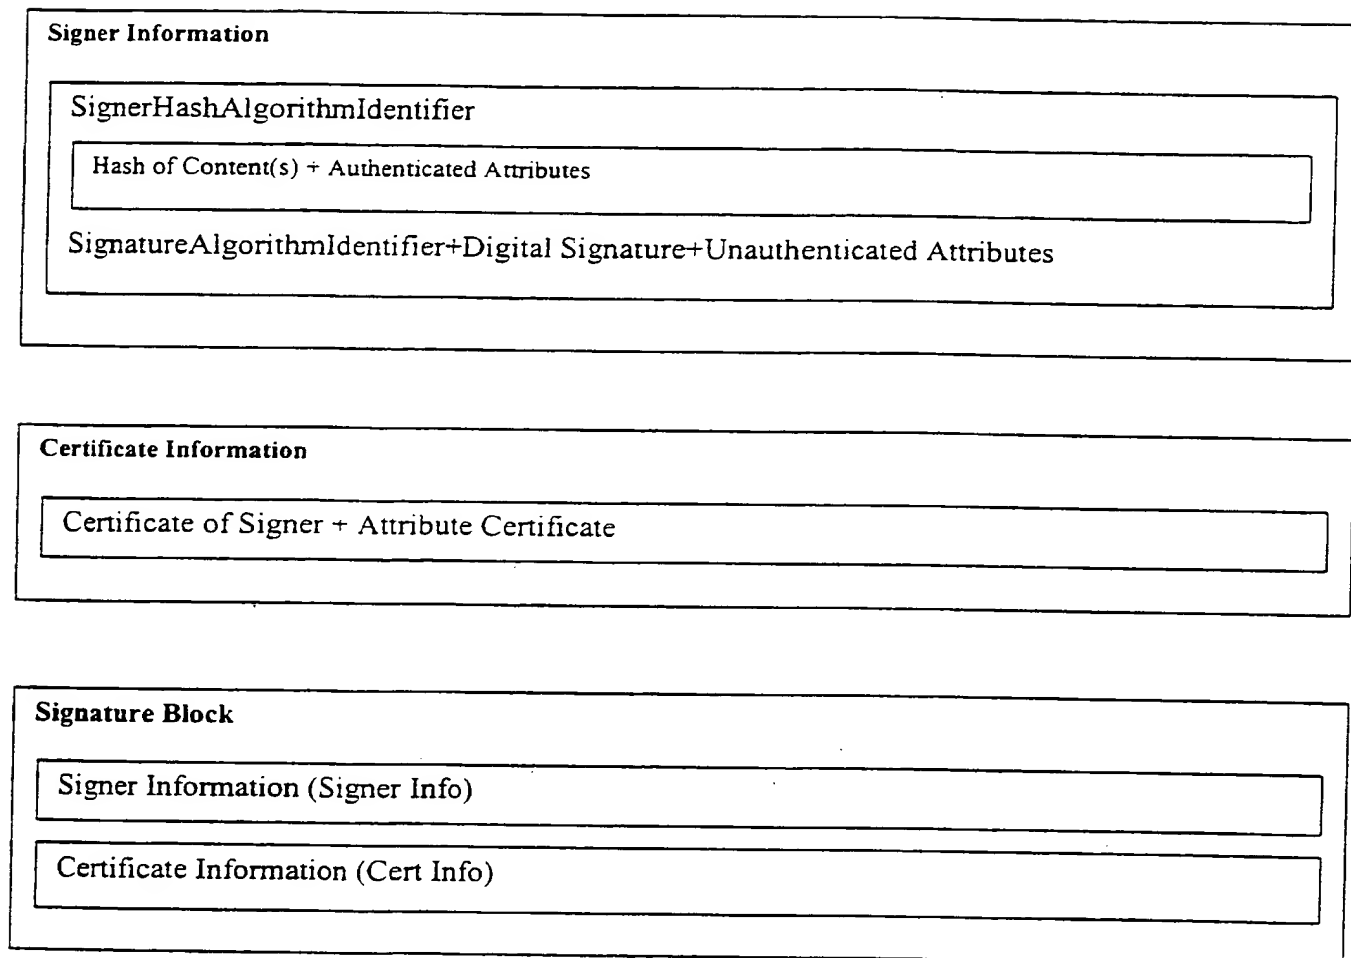 Signer Information
SignerHashAlgorithmIdentifier
Hash of Content(s) + Authenticated Attributes
SignatureAlgorithmIdentifier+Digital Signature+Unauthenticated Attributes
Certificate Information
Certificate of Signer + Attribute Certificate
Signature Block
Signer Information (Signer Info)
Certificate Information (Cert Info)